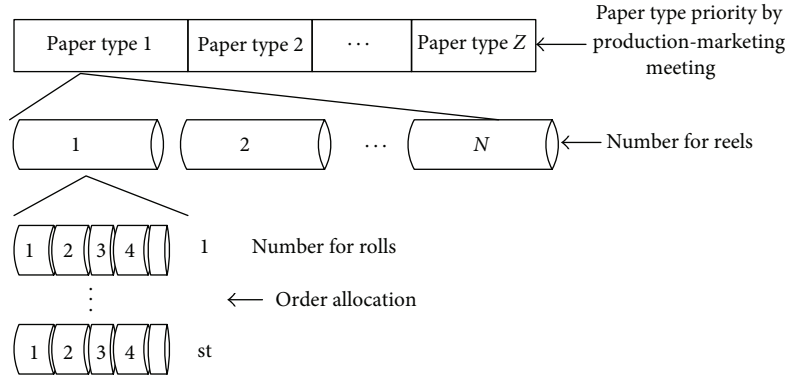 Paper type 1 Paper type 2 ⋯ Paper type Z
Paper type priority by
production-marketing
meeting
1 2 ⋯ N
Number for reels
1 2 3 4 1 Number for rolls
⋮
Order allocation
1 2 3 4 st